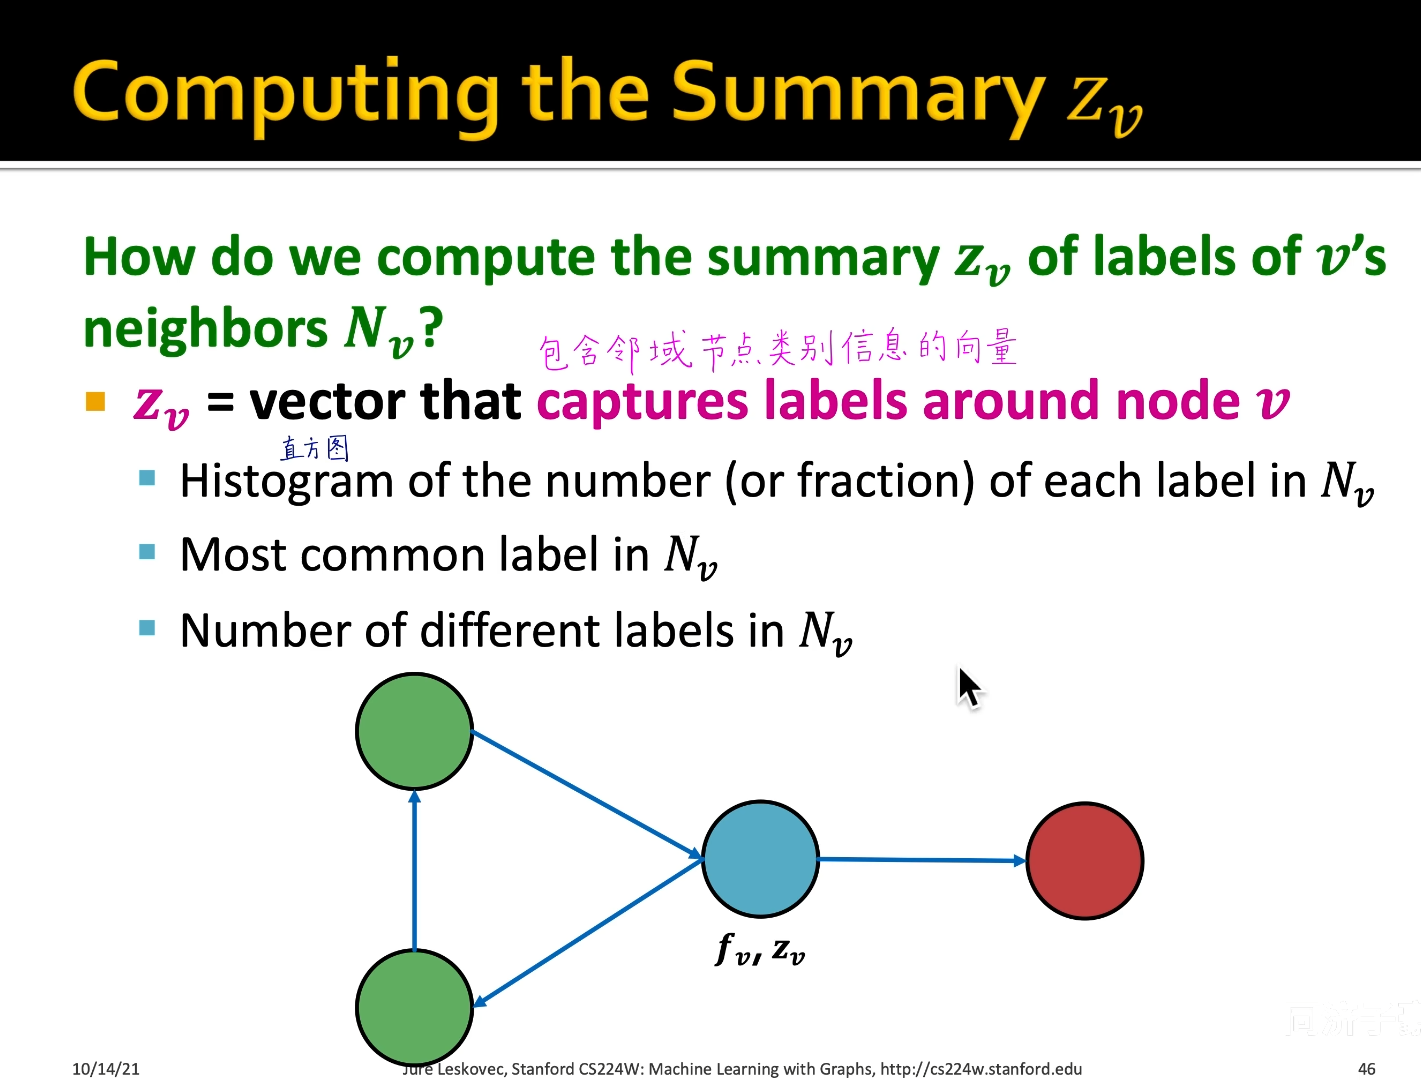 Computing the Summary z_v
How do we compute the summary z_v of labels of v's
neighbors N_v?
包含邻域节点类别信息的向量
z_v = vector that captures labels around node v
直方图
Histogram of the number (or fraction) of each label in N_v
Most common label in N_v
Number of different labels in N_v
f_v, z_v
10/14/21
Jure Leskovec, Stanford CS224W: Machine Learning with Graphs, http://cs224w.stanford.edu
46